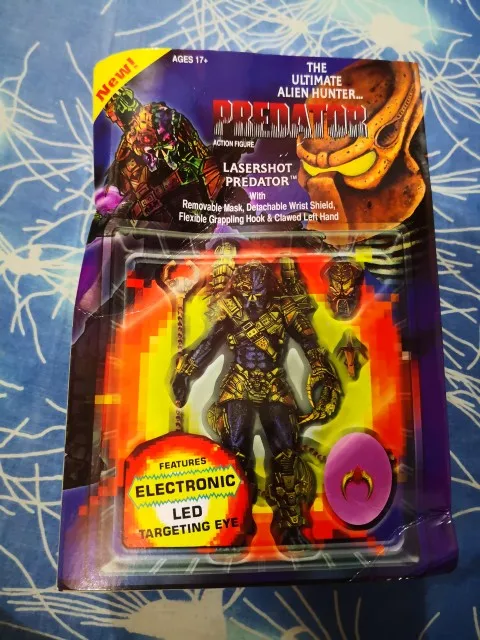 New!
AGES 17+
THE
ULTIMATE
ALIEN HUNTER...
PREDATOR
ACTION FIGURE
LASERSHOT
PREDATOR™
With
Removable Mask, Detachable Wrist Shield,
Flexible Grappling Hook & Clawed Left Hand
FEATURES
ELECTRONIC
LED
TARGETING EYE